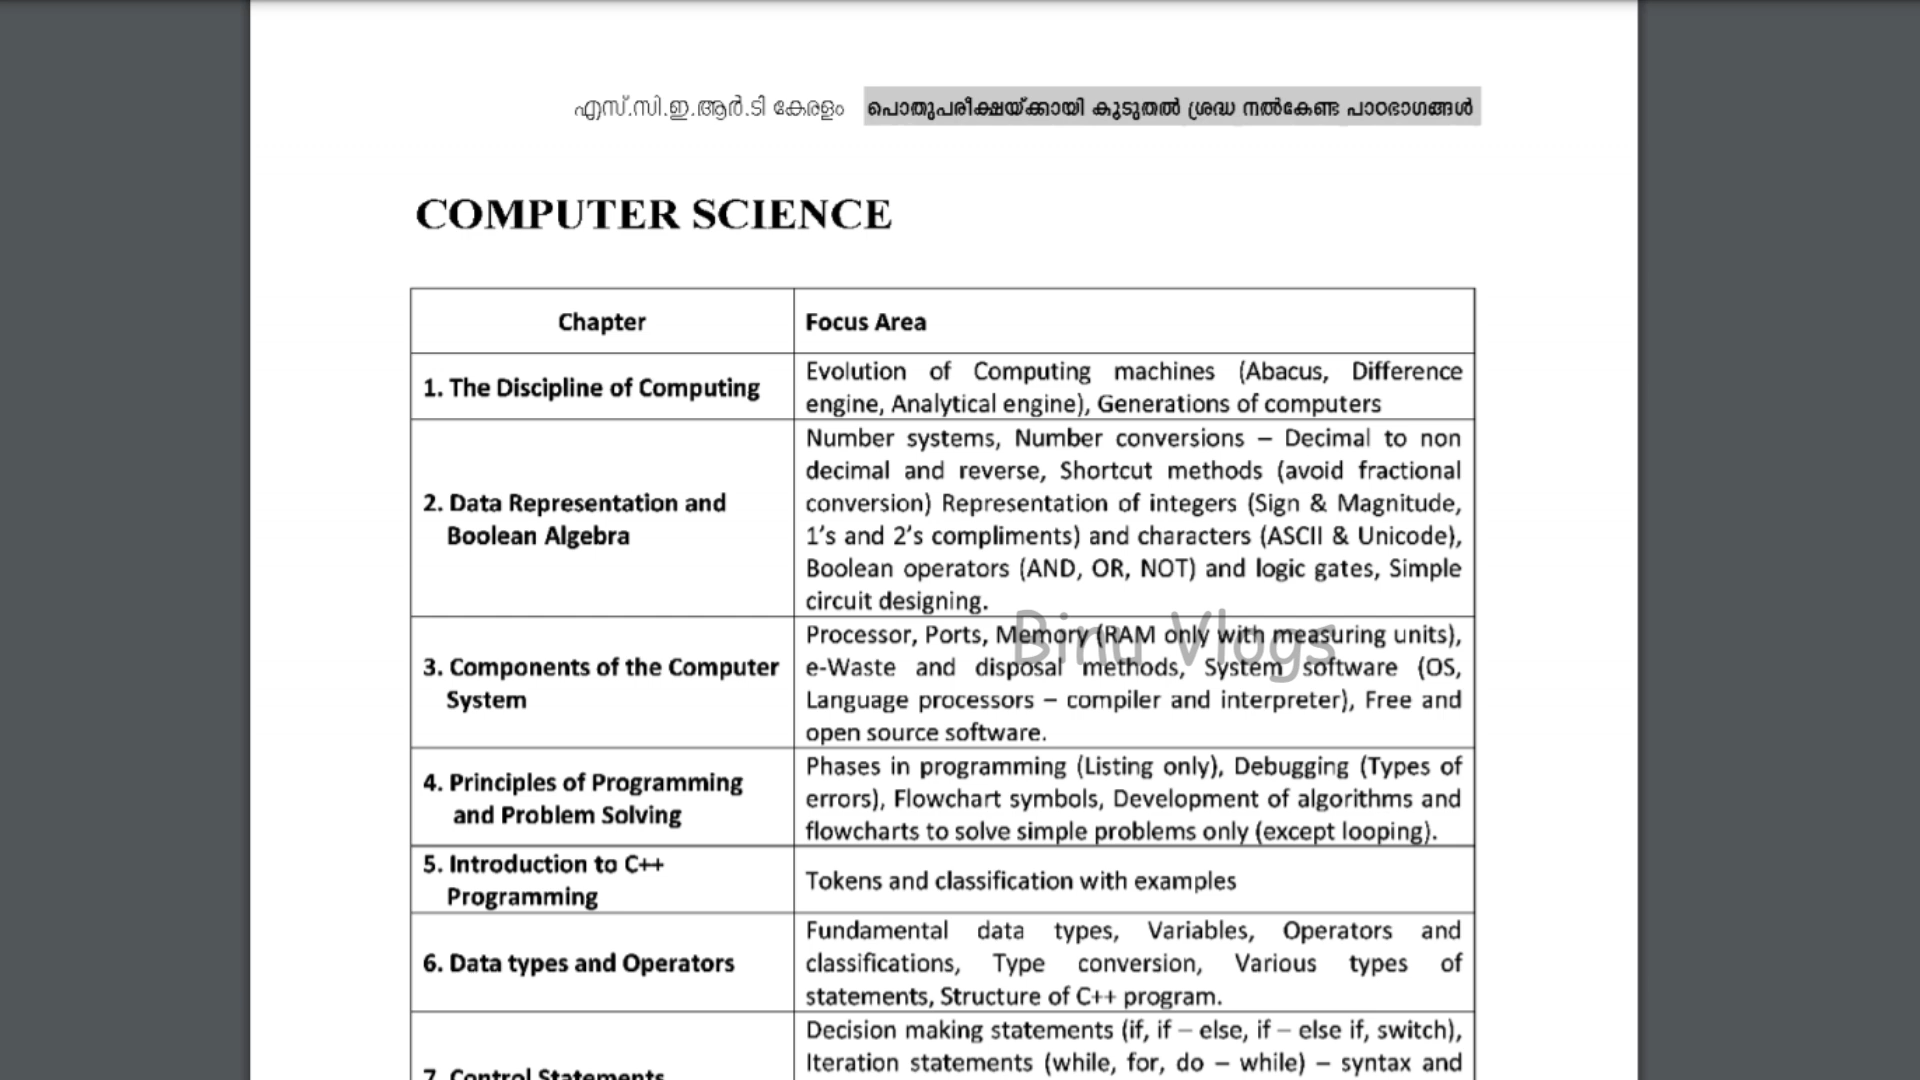 എസ്.സി.ഇ.ആർ.ടി കേരളം പൊതുപരീക്ഷയ്ക്കായി കൂടുതൽ ശ്രദ്ധ നൽകേണ്ട പാഠഭാഗങ്ങൾ
COMPUTER SCIENCE
Chapter
Focus Area
1. The Discipline of Computing
Evolution of Computing machines (Abacus, Difference
engine, Analytical engine), Generations of computers
2. Data Representation and
Boolean Algebra
Number systems, Number conversions – Decimal to non
decimal and reverse, Shortcut methods (avoid fractional
conversion) Representation of integers (Sign & Magnitude,
1’s and 2’s compliments) and characters (ASCII & Unicode),
Boolean operators (AND, OR, NOT) and logic gates, Simple
circuit designing.
3. Components of the Computer
System
Processor, Ports, Memory (RAM only with measuring units),
e-Waste and disposal methods, System software (OS,
Language processors – compiler and interpreter), Free and
open source software.
Binu Vlogs
4. Principles of Programming
and Problem Solving
Phases in programming (Listing only), Debugging (Types of
errors), Flowchart symbols, Development of algorithms and
flowcharts to solve simple problems only (except looping).
5. Introduction to C++
Programming
Tokens and classification with examples
6. Data types and Operators
Fundamental data types, Variables, Operators and
classifications, Type conversion, Various types of
statements, Structure of C++ program.
7. Control Statements
Decision making statements (if, if – else, if – else if, switch),
Iteration statements (while, for, do – while) – syntax and